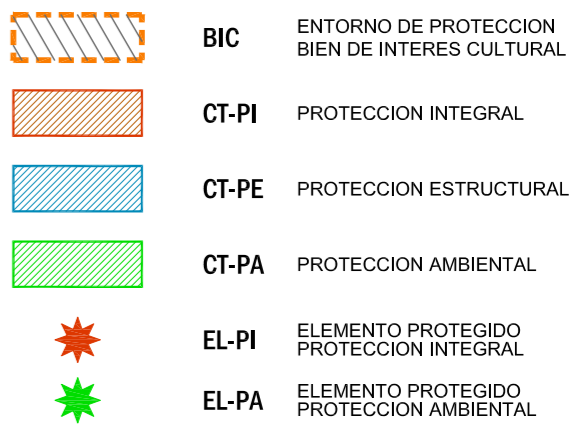 BIC
ENTORNO DE PROTECCION
BIEN DE INTERES CULTURAL
CT-PI
PROTECCION INTEGRAL
CT-PE
PROTECCION ESTRUCTURAL
CT-PA
PROTECCION AMBIENTAL
EL-PI
ELEMENTO PROTEGIDO
PROTECCION INTEGRAL
EL-PA
ELEMENTO PROTEGIDO
PROTECCION AMBIENTAL